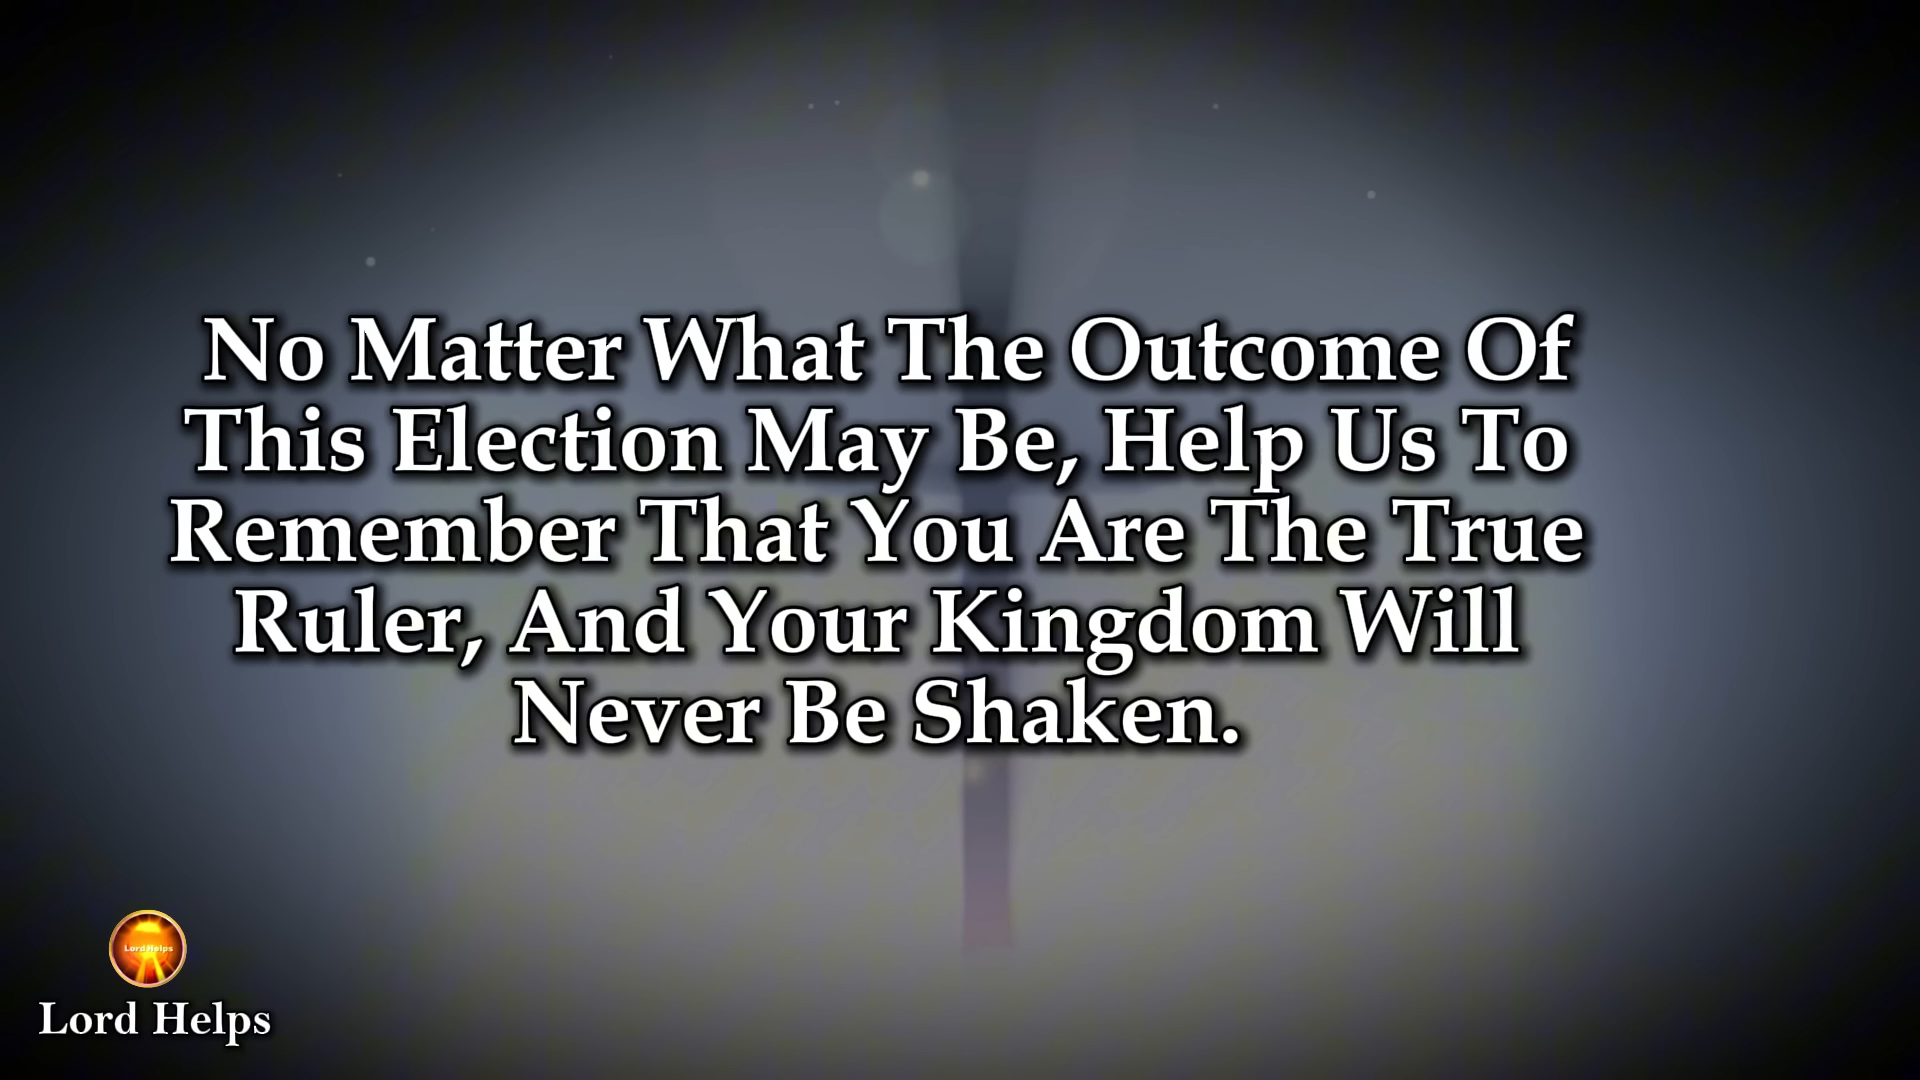 No Matter What The Outcome Of
This Election May Be, Help Us To
Remember That You Are The True
Ruler, And Your Kingdom Will
Never Be Shaken.
LordHelps
Lord Helps